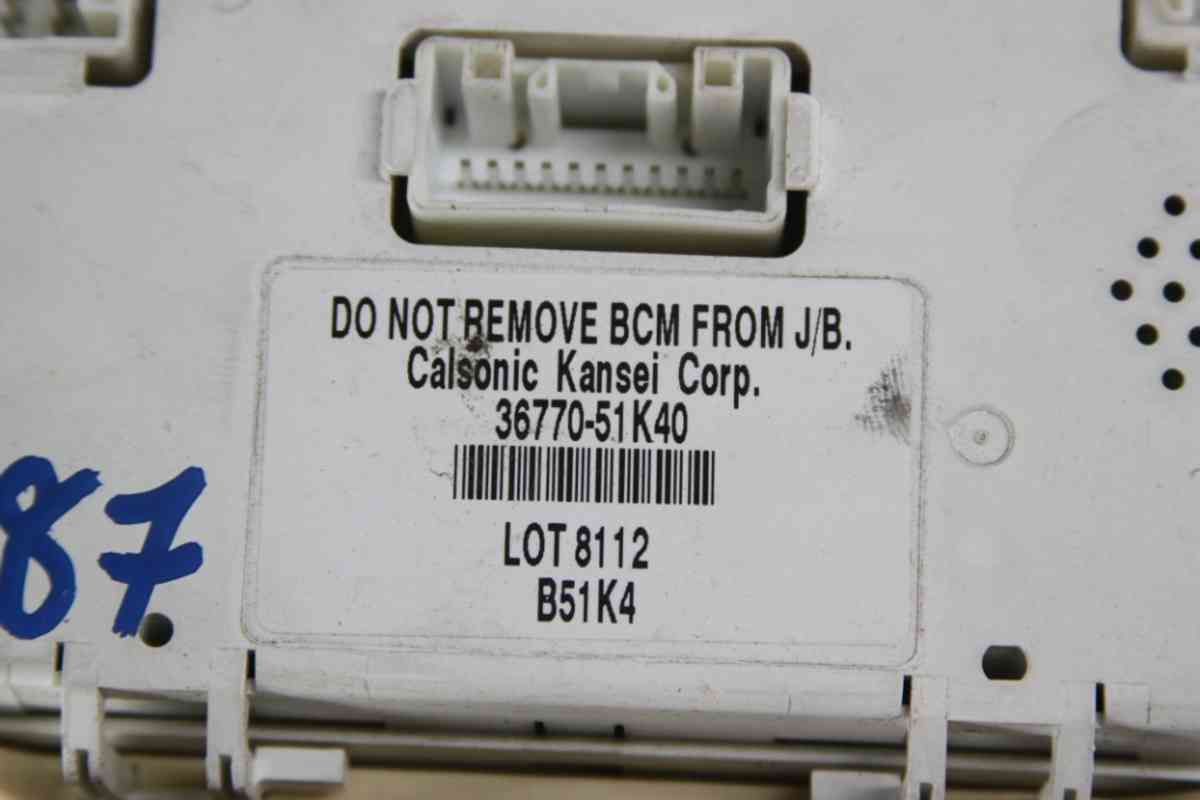 DO NOT REMOVE BCM FROM J/B.
Calsonic Kansei Corp.
36770-51K40
LOT 8112
B51K4
87